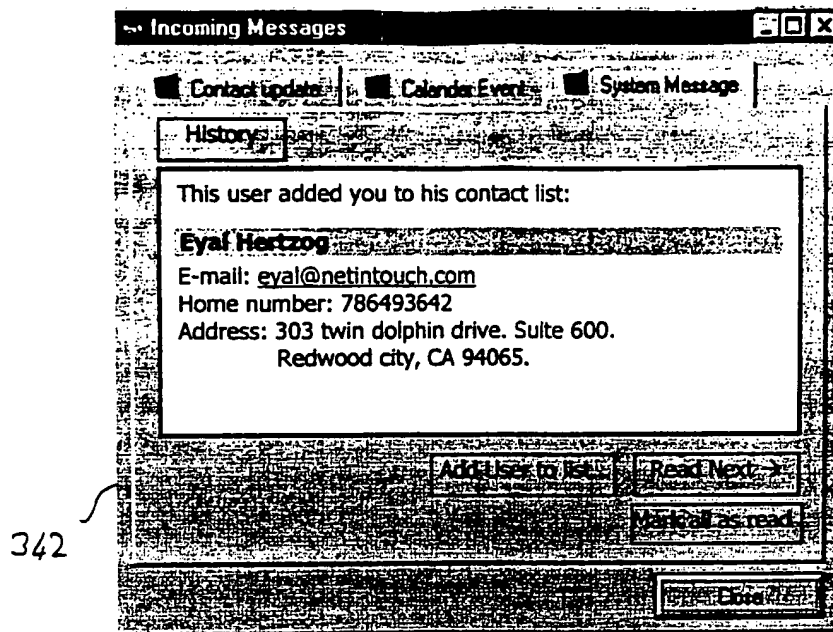 Incoming Messages
Contact update Calander Event System Message
History
This user added you to his contact list:
Eyal Hertzog
E-mail: eyal@netintouch.com
Home number: 786493642
Address: 303 twin dolphin drive. Suite 600.
Redwood city, CA 94065.
Add User to list Read Next →
Mark all as read
342
Close